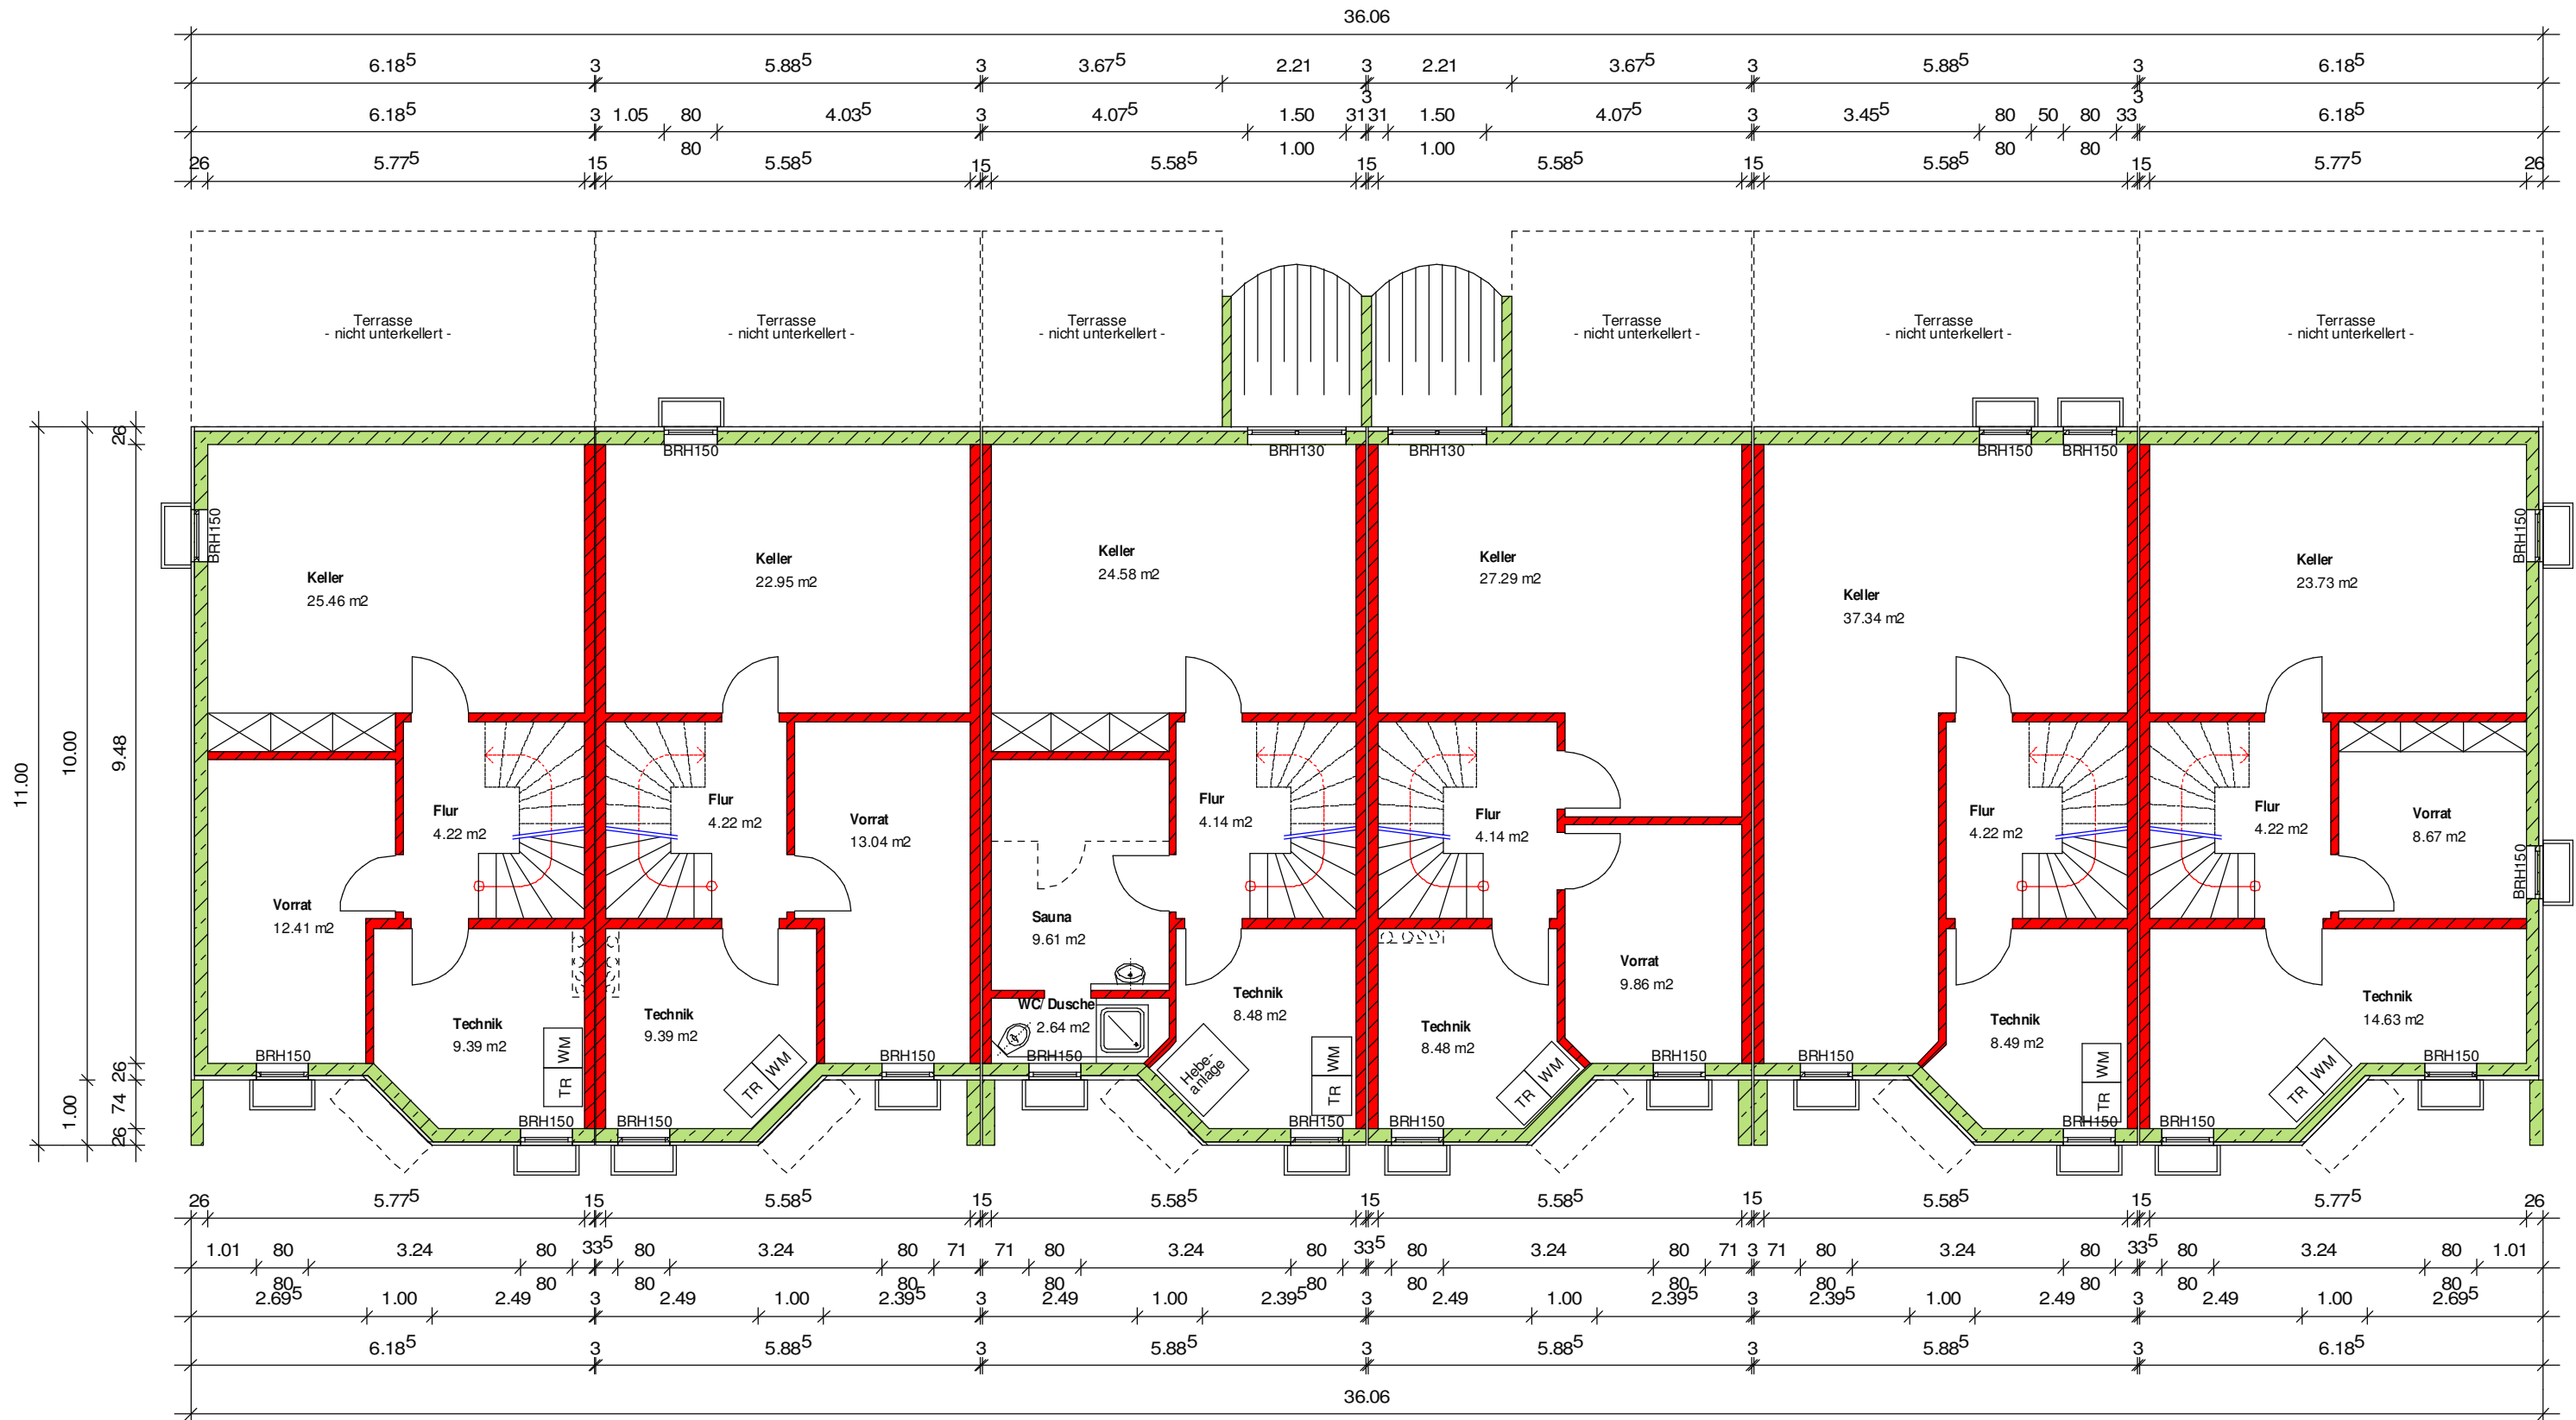 36.06
6.18⁵ 3 5.88⁵ 3 3.67⁵ 2.21 3 2.21 3.67⁵ 3 5.88⁵ 3 6.18⁵
3 3
6.18⁵ 3 1.05 80 4.03⁵ 3 4.07⁵ 1.50 31 31 1.50 4.07⁵ 3 3.45⁵ 80 50 80 33 6.18⁵
80 1.00 1.00 80 80
26 5.77⁵ 15 5.58⁵ 15 5.58⁵ 15 5.58⁵ 15 5.58⁵ 15 5.77⁵ 26
Terrasse
- nicht unterkellert -
Terrasse
- nicht unterkellert -
Terrasse
- nicht unterkellert -
Terrasse
- nicht unterkellert -
Terrasse
- nicht unterkellert -
Terrasse
- nicht unterkellert -
11.00
10.00
1.00
26
9.48
26
74
26
BRH150
BRH130
BRH130
BRH150
BRH150
BRH150
BRH150
BRH150
Keller
25.46 m2
Keller
22.95 m2
Keller
24.58 m2
Keller
27.29 m2
Keller
37.34 m2
Keller
23.73 m2
Flur
4.22 m2
Flur
4.22 m2
Vorrat
13.04 m2
Flur
4.14 m2
Flur
4.14 m2
Flur
4.22 m2
Flur
4.22 m2
Vorrat
8.67 m2
Vorrat
12.41 m2
Sauna
9.61 m2
Vorrat
9.86 m2
WC/ Dusche
2.64 m2
Technik
9.39 m2
Technik
9.39 m2
Technik
8.48 m2
Technik
8.48 m2
Technik
8.49 m2
Technik
14.63 m2
Hebe-
anlage
WM
TR
WM
TR
WM
TR
WM
TR
WM
TR
WM
TR
BRH150
BRH150
BRH150
BRH150
BRH150
BRH150
BRH150
BRH150
BRH150
BRH150
BRH150
BRH150
26 5.77⁵ 15 5.58⁵ 15 5.58⁵ 15 5.58⁵ 15 5.58⁵ 15 5.77⁵ 26
1.01 80 3.24 80 33⁵ 80 3.24 80 71 71 80 3.24 80 33⁵ 80 3.24 80 71 3 71 80 3.24 80 33⁵ 80 3.24 80 1.01
80 80 80 80 80 80 80 80 80 80 80 80
2.69⁵ 1.00 2.49 3 2.49 1.00 2.39⁵ 3 2.49 1.00 2.39⁵ 3 2.49 1.00 2.39⁵ 3 2.39⁵ 1.00 2.49 3 2.49 1.00 2.69⁵
6.18⁵ 3 5.88⁵ 3 5.88⁵ 3 5.88⁵ 3 5.88⁵ 3 6.18⁵
36.06